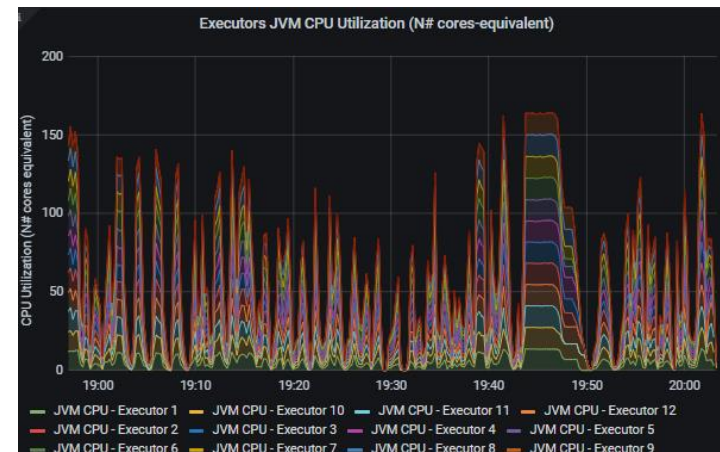 Executors JVM CPU Utilization (N# cores-equivalent)
CPU Utilization (N# cores equivalent)
200
150
100
50
0
19:00 19:10 19:20 19:30 19:40 19:50 20:00
JVM CPU - Executor 1 JVM CPU - Executor 10 JVM CPU - Executor 11 JVM CPU - Executor 12
JVM CPU - Executor 2 JVM CPU - Executor 3 JVM CPU - Executor 4 JVM CPU - Executor 5
JVM CPU - Executor 6 JVM CPU - Executor 7 JVM CPU - Executor 8 JVM CPU - Executor 9